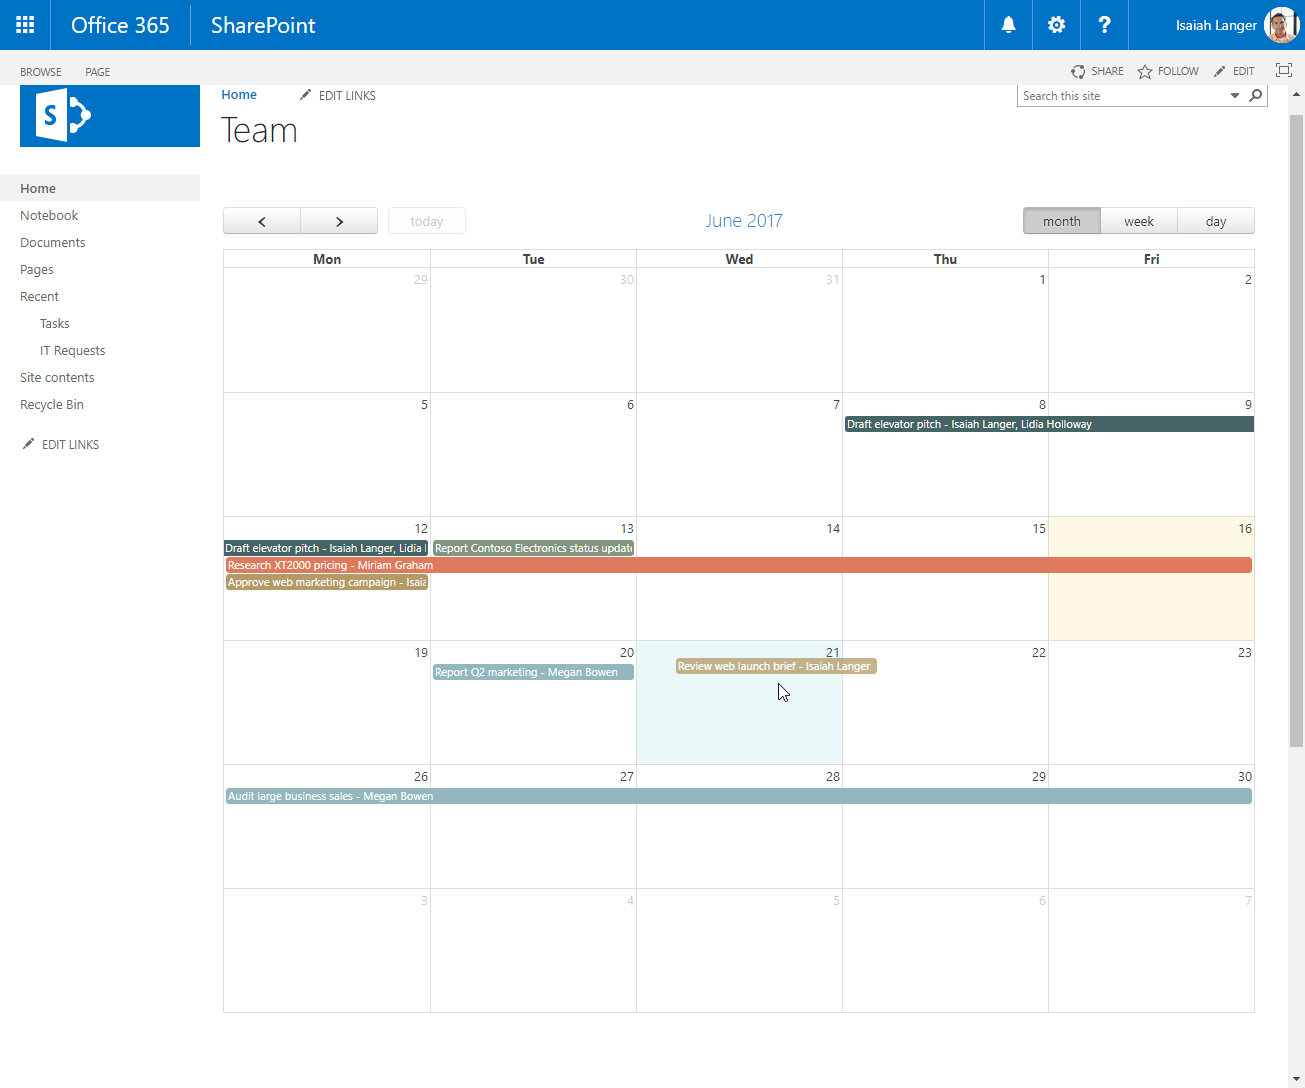 Office 365 SharePoint ? Isaiah Langer
BROWSE PAGE SHARE FOLLOW EDIT
S
Home EDIT LINKS Search this site
Team
Home
Notebook
Documents
Pages
Recent
Tasks
IT Requests
Site contents
Recycle Bin
EDIT LINKS
< > today June 2017 month week day
Mon Tue Wed Thu Fri
29 30 31 1 2
5 6 7 8 9
Draft elevator pitch - Isaiah Langer, Lidia Holloway
12 13 14 15 16
Draft elevator pitch - Isaiah Langer, Lidia Report Contoso Electronics status update
Research XT2000 pricing - Miriam Graham
Approve web marketing campaign - Isaia
19 20 21 22 23
Review web launch brief - Isaiah Langer
Report Q2 marketing - Megan Bowen
26 27 28 29 30
Audit large business sales - Megan Bowen
3 4 5 6 7